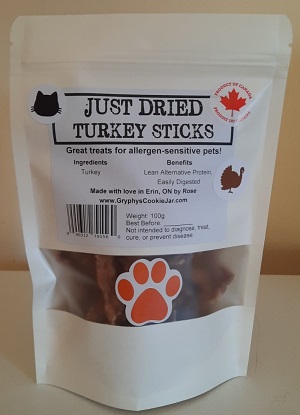 PRODUCT OF CANADA
JUST DRIED
TURKEY STICKS
Great treats for allergen-sensitive pets!
Ingredients
Turkey
Benefits
Lean Alternative Protein,
Easily Digested
Made with love in Erin, ON by Rose
www.GryphysCookieJar.com
Weight: 100g
Best Before:
Not intended to diagnose, treat,
cure, or prevent disease